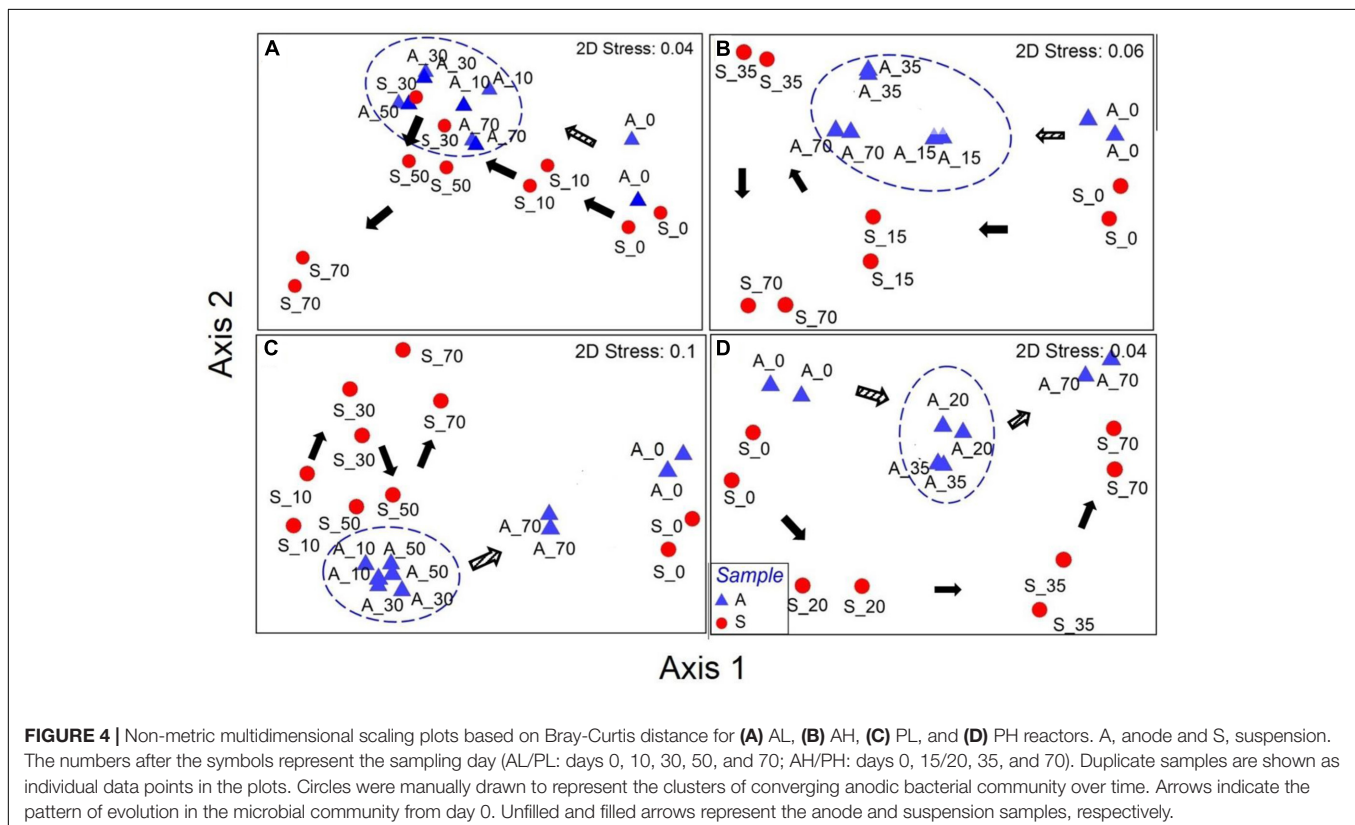 A
2D Stress: 0.04
A_30
A_30
S_30
A_10
A_10
A_50
A_70
S_30
A_70
A_0
S_50
S_50
S_10
S_10
A_0
S_0
S_0
S_70
S_70
B
2D Stress: 0.06
S_35
S_35
A_35
A_35
A_0
A_0
A_70
A_70
A_15
A_15
S_0
S_0
S_15
S_15
S_70
S_70
Axis 2
C
2D Stress: 0.1
S_70
S_30
S_70
S_30
S_10
S_10
S_50
S_50
A_10
A_50
A_10
A_50
A_30
A_30
A_70
A_70
A_0
A_0
S_0
S_0
D
2D Stress: 0.04
A_0
A_0
A_20
A_20
A_35
A_35
A_70
A_70
S_0
S_0
S_70
S_70
S_20
S_20
S_35
S_35
Sample
A
S
Axis 1
FIGURE 4 | Non-metric multidimensional scaling plots based on Bray-Curtis distance for (A) AL, (B) AH, (C) PL, and (D) PH reactors. A, anode and S, suspension.
The numbers after the symbols represent the sampling day (AL/PL: days 0, 10, 30, 50, and 70; AH/PH: days 0, 15/20, 35, and 70). Duplicate samples are shown as
individual data points in the plots. Circles were manually drawn to represent the clusters of converging anodic bacterial community over time. Arrows indicate the
pattern of evolution in the microbial community from day 0. Unfilled and filled arrows represent the anode and suspension samples, respectively.